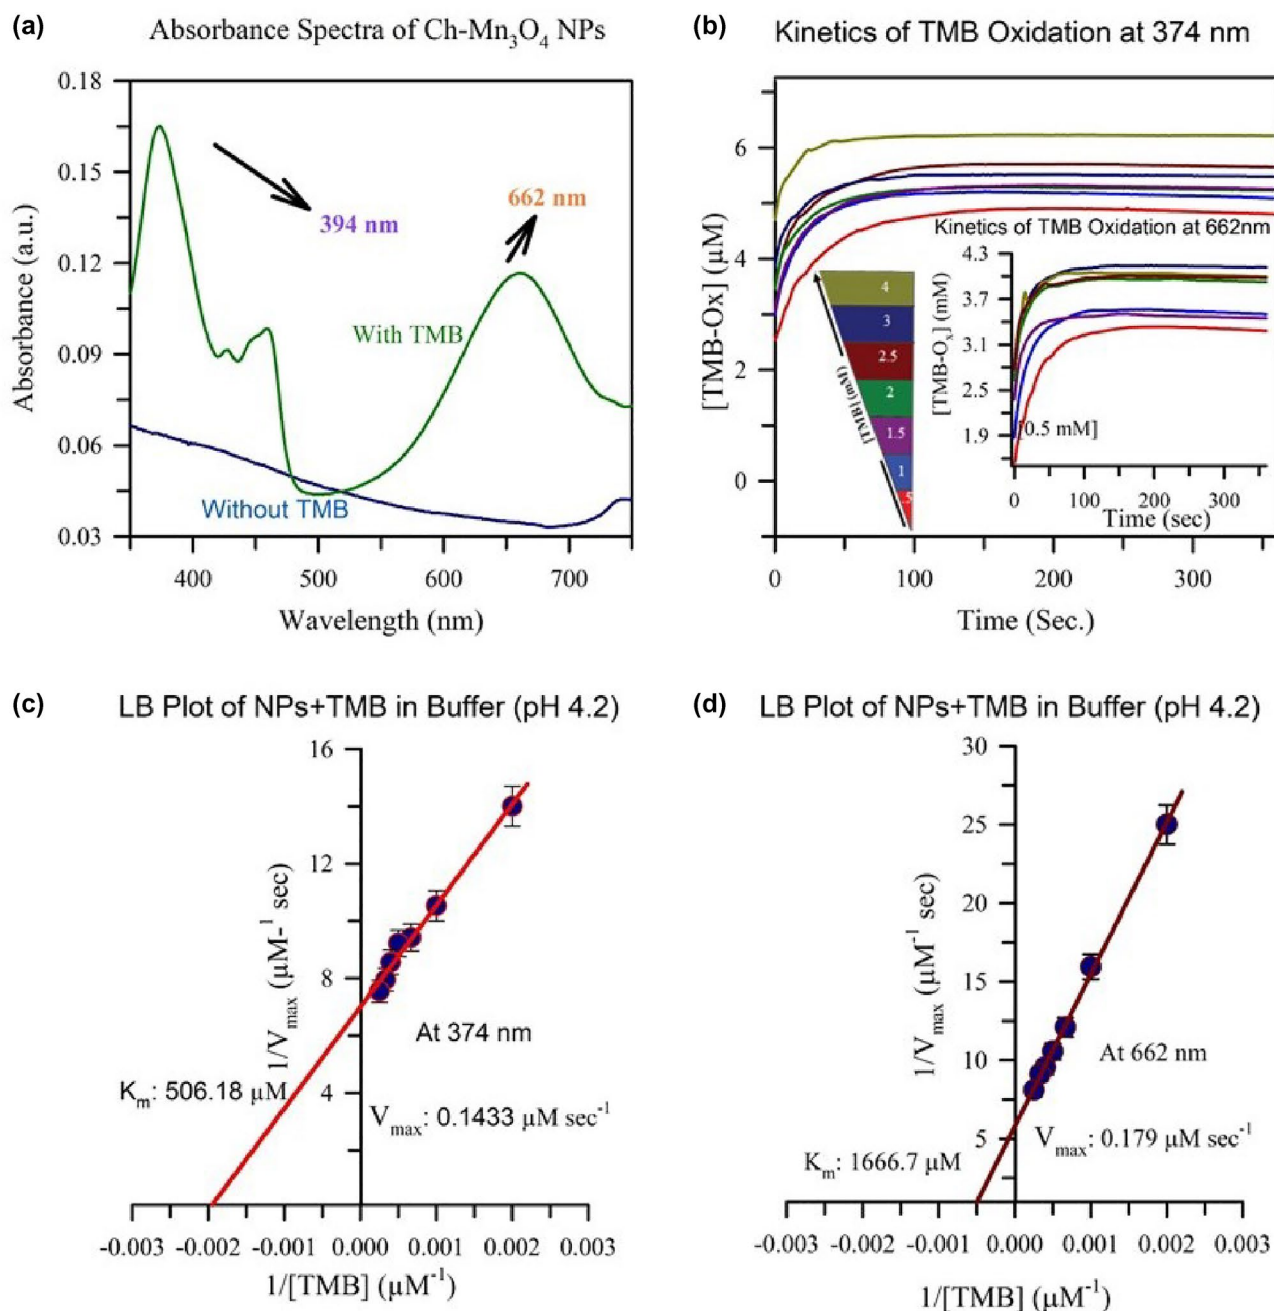 (a)
Absorbance Spectra of Ch-Mn₃O₄ NPs
0.18
0.15
0.12
0.09
0.06
0.03
Absorbance (a.u.)
394 nm
662 nm
With TMB
Without TMB
400
500
600
700
Wavelength (nm)
(b)
Kinetics of TMB Oxidation at 374 nm
6
4
2
0
[TMB-Ox] (µM)
4
3
2.5
2
1.5
1
.5
[TMB] (mM)
Kinetics of TMB Oxidation at 662nm
4.3
3.7
3.1
2.5
1.9
[TMB-Oₓ] (mM)
[0.5 mM]
0
100
200
300
Time (sec)
0
100
200
300
Time (Sec.)
(c)
LB Plot of NPs+TMB in Buffer (pH 4.2)
16
12
8
4
1/Vmax (µM-¹ sec)
At 374 nm
Km: 506.18 µM
Vmax: 0.1433 µM sec⁻¹
-0.003
-0.002
-0.001
0.000
0.001
0.002
0.003
1/[TMB] (µM⁻¹)
(d)
LB Plot of NPs+TMB in Buffer (pH 4.2)
30
25
20
15
10
5
1/Vmax (µM⁻¹ sec)
At 662 nm
Vmax: 0.179 µM sec⁻¹
Km: 1666.7 µM
-0.003
-0.002
-0.001
0.000
0.001
0.002
0.003
1/[TMB] (µM⁻¹)